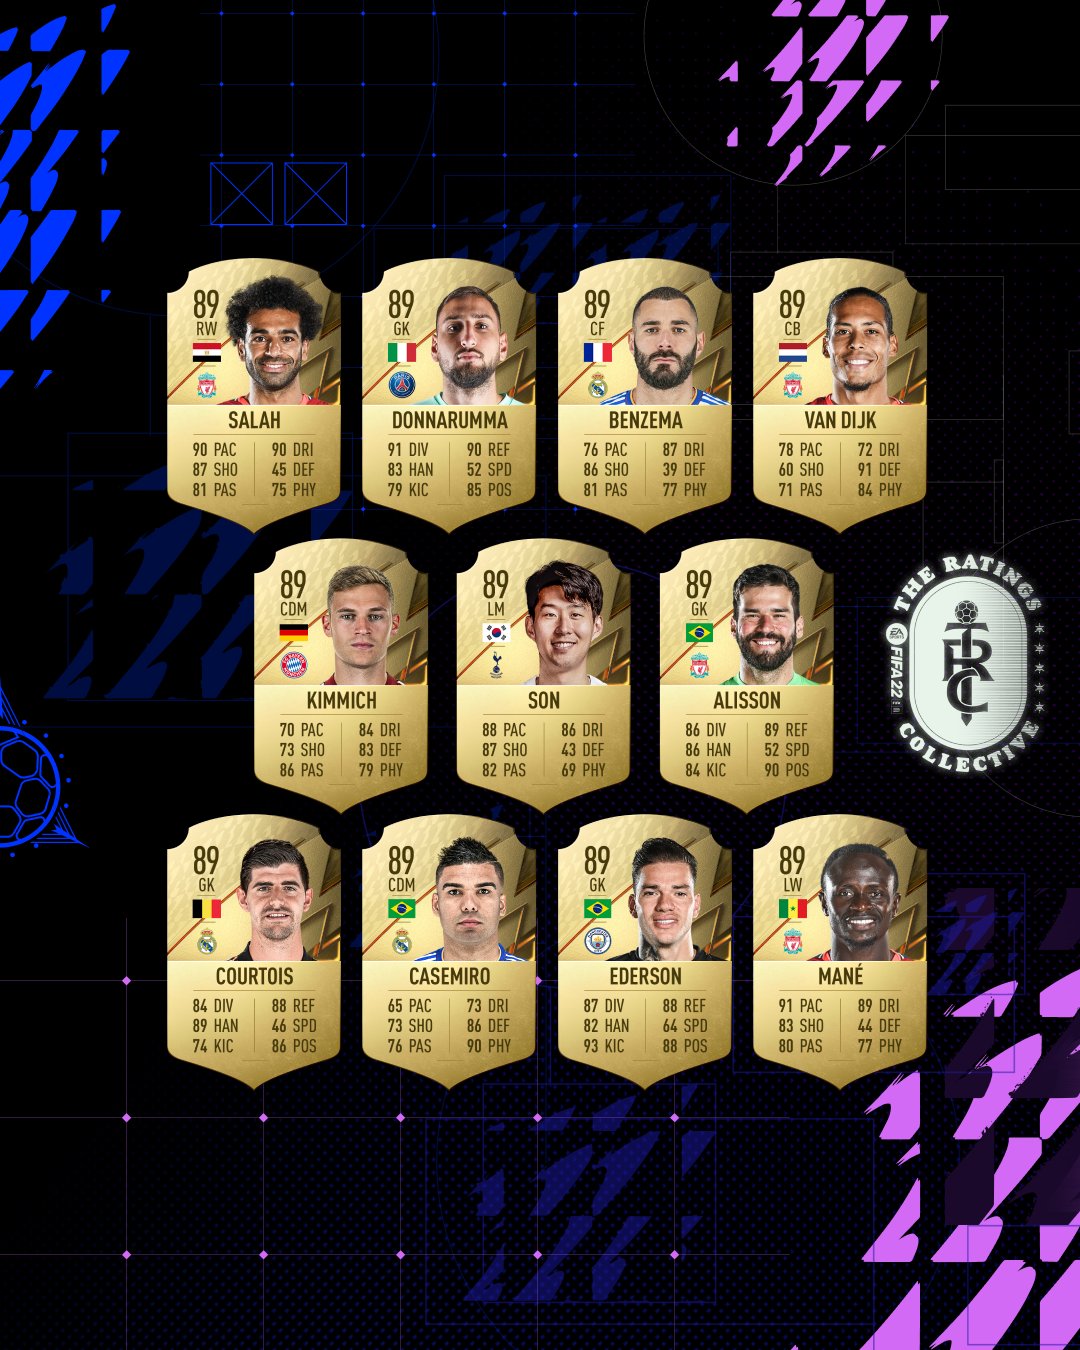 89
RW
SALAH
90 PAC 90 DRI
87 SHO 45 DEF
81 PAS 75 PHY
89
GK
DONNARUMMA
91 DIV 90 REF
83 HAN 52 SPD
79 KIC 85 POS
89
CF
BENZEMA
76 PAC 87 DRI
86 SHO 39 DEF
81 PAS 77 PHY
89
CB
VAN DIJK
78 PAC 72 DRI
60 SHO 91 DEF
71 PAS 84 PHY
89
CDM
KIMMICH
70 PAC 84 DRI
73 SHO 83 DEF
86 PAS 79 PHY
89
LM
SON
88 PAC 86 DRI
87 SHO 43 DEF
82 PAS 69 PHY
89
GK
ALISSON
86 DIV 89 REF
86 HAN 52 SPD
84 KIC 90 POS
THE RATINGS
COLLECTIVE
EA SPORTS
FIFA 22
TRC
89
GK
COURTOIS
84 DIV 88 REF
89 HAN 46 SPD
74 KIC 86 POS
89
CDM
CASEMIRO
65 PAC 73 DRI
73 SHO 86 DEF
76 PAS 90 PHY
89
GK
EDERSON
87 DIV 88 REF
82 HAN 64 SPD
93 KIC 88 POS
89
LW
MANÉ
91 PAC 89 DRI
83 SHO 44 DEF
80 PAS 77 PHY